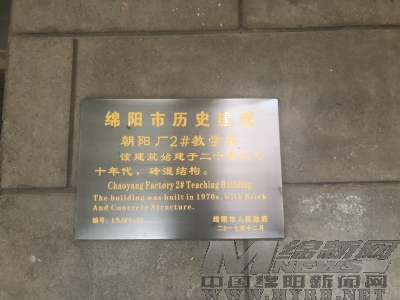 绵阳市历史建筑
朝阳厂2#教学楼
该建筑始建于二十世纪七
十年代，砖混结构。
Chaoyang Factory 2# Teaching Building
The building was built in 1970s, with Brick
And Concrete Structure.
编号：
绵阳市人民政府
二〇一七年十二月
绵新网
中国绵阳新闻网